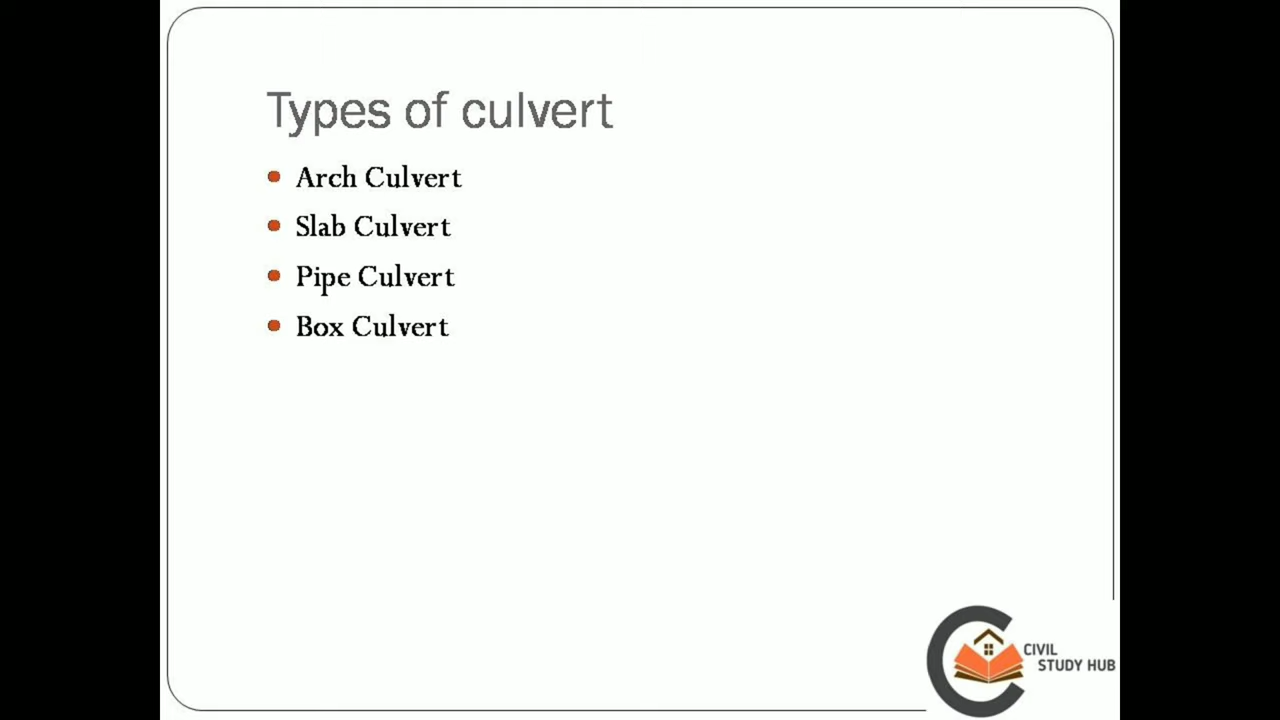 Types of culvert
Arch Culvert
Slab Culvert
Pipe Culvert
Box Culvert
CIVIL
STUDY HUB